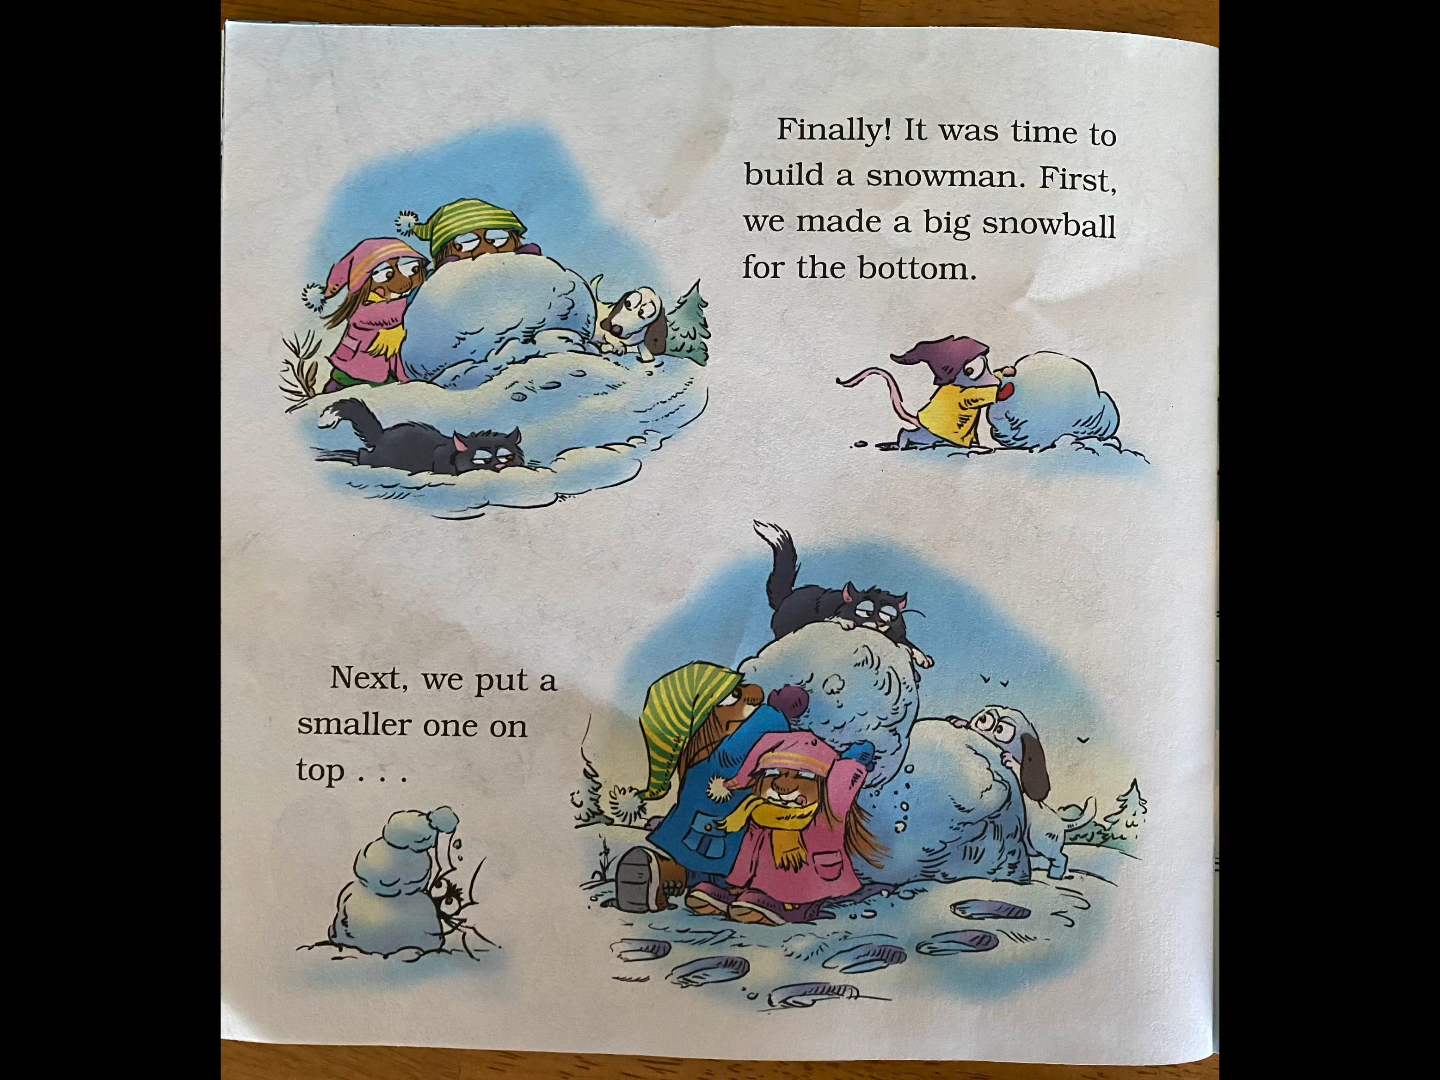 Finally! It was time to
build a snowman. First,
we made a big snowball
for the bottom.
Next, we put a
smaller one on
top . . .